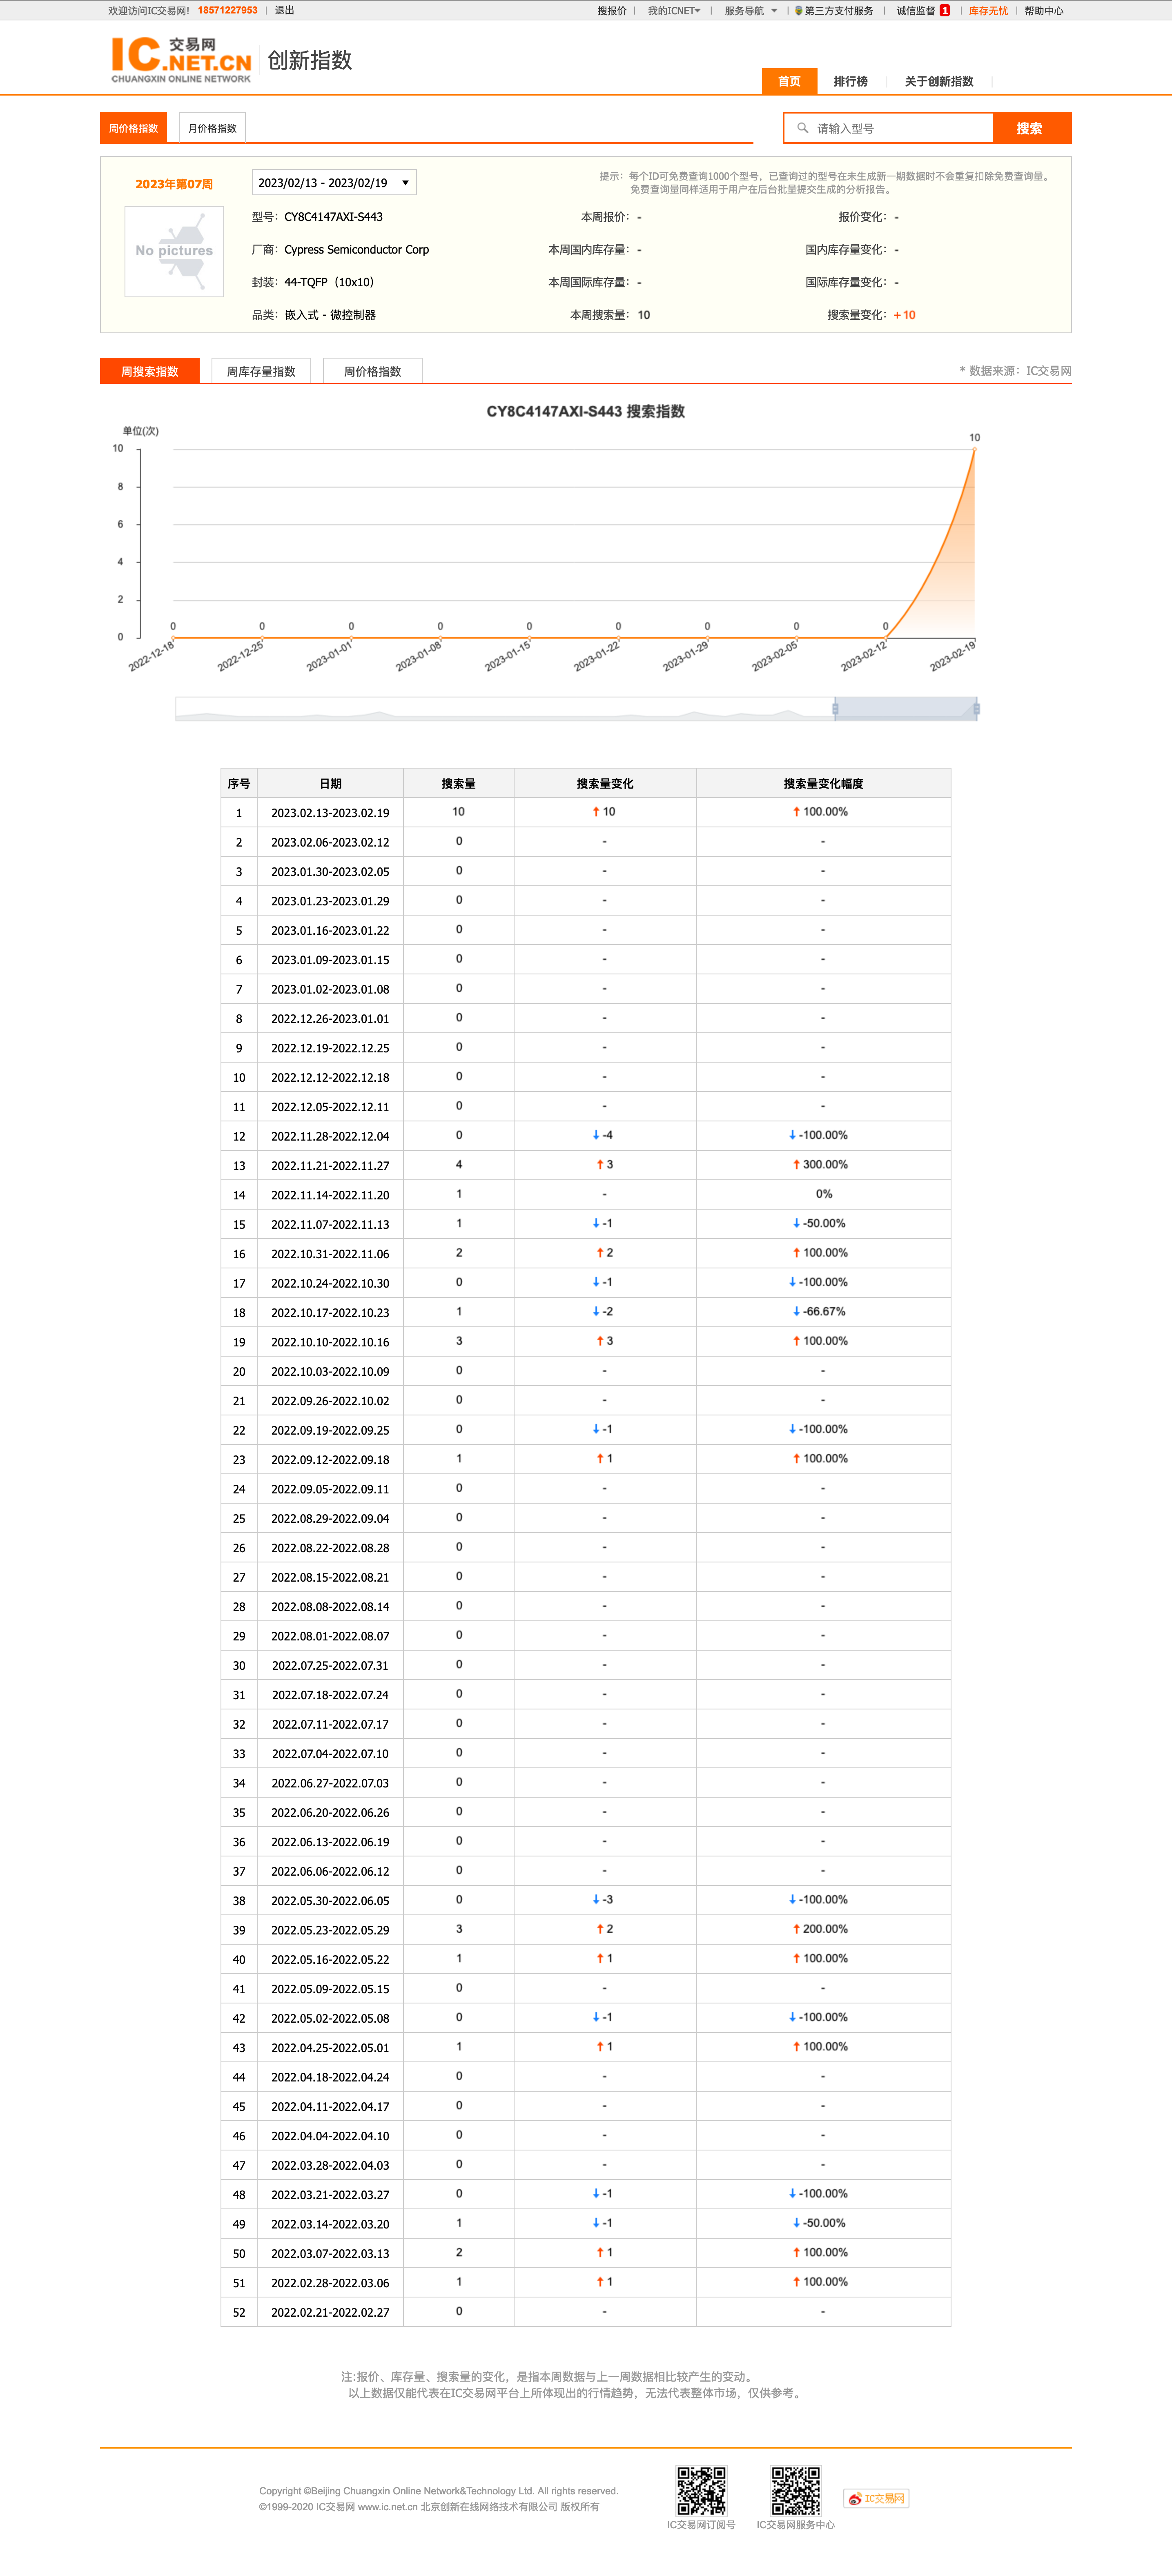 欢迎访问IC交易网! 18571227953 | 退出
搜报价 | 我的ICNET | 服务导航 | 第三方支付服务 | 诚信监督 1 | 库存无忧 | 帮助中心
IC交易网 .NET.CN
CHUANGXIN ONLINE NETWORK
创新指数
首页 排行榜 关于创新指数
周价格指数 月价格指数
请输入型号 搜索
2023年第07周
2023/02/13 - 2023/02/19
提示：每个ID可免费查询1000个型号，已查询过的型号在未生成新一期数据时不会重复扣除免费查询量。
免费查询量同样适用于用户在后台批量提交生成的分析报告。
No pictures
型号：CY8C4147AXI-S443 本周报价：- 报价变化：-
厂商：Cypress Semiconductor Corp 本周国内库存量：- 国内库存量变化：-
封装：44-TQFP（10x10） 本周国际库存量：- 国际库存量变化：-
品类：嵌入式 - 微控制器 本周搜索量：10 搜索量变化：+10
周搜索指数 周库存量指数 周价格指数
* 数据来源：IC交易网
CY8C4147AXI-S443 搜索指数
单位(次)
10
8
6
4
2
0
0 0 0 0 0 0 0 0 0 10
2022-12-18 2022-12-25 2023-01-01 2023-01-08 2023-01-15 2023-01-22 2023-01-29 2023-02-05 2023-02-12 2023-02-19
序号 日期 搜索量 搜索量变化 搜索量变化幅度
1 2023.02.13-2023.02.19 10 ↑ 10 ↑ 100.00%
2 2023.02.06-2023.02.12 0 - -
3 2023.01.30-2023.02.05 0 - -
4 2023.01.23-2023.01.29 0 - -
5 2023.01.16-2023.01.22 0 - -
6 2023.01.09-2023.01.15 0 - -
7 2023.01.02-2023.01.08 0 - -
8 2022.12.26-2023.01.01 0 - -
9 2022.12.19-2022.12.25 0 - -
10 2022.12.12-2022.12.18 0 - -
11 2022.12.05-2022.12.11 0 - -
12 2022.11.28-2022.12.04 0 ↓ -4 ↓ -100.00%
13 2022.11.21-2022.11.27 4 ↑ 3 ↑ 300.00%
14 2022.11.14-2022.11.20 1 - 0%
15 2022.11.07-2022.11.13 1 ↓ -1 ↓ -50.00%
16 2022.10.31-2022.11.06 2 ↑ 2 ↑ 100.00%
17 2022.10.24-2022.10.30 0 ↓ -1 ↓ -100.00%
18 2022.10.17-2022.10.23 1 ↓ -2 ↓ -66.67%
19 2022.10.10-2022.10.16 3 ↑ 3 ↑ 100.00%
20 2022.10.03-2022.10.09 0 - -
21 2022.09.26-2022.10.02 0 - -
22 2022.09.19-2022.09.25 0 ↓ -1 ↓ -100.00%
23 2022.09.12-2022.09.18 1 ↑ 1 ↑ 100.00%
24 2022.09.05-2022.09.11 0 - -
25 2022.08.29-2022.09.04 0 - -
26 2022.08.22-2022.08.28 0 - -
27 2022.08.15-2022.08.21 0 - -
28 2022.08.08-2022.08.14 0 - -
29 2022.08.01-2022.08.07 0 - -
30 2022.07.25-2022.07.31 0 - -
31 2022.07.18-2022.07.24 0 - -
32 2022.07.11-2022.07.17 0 - -
33 2022.07.04-2022.07.10 0 - -
34 2022.06.27-2022.07.03 0 - -
35 2022.06.20-2022.06.26 0 - -
36 2022.06.13-2022.06.19 0 - -
37 2022.06.06-2022.06.12 0 - -
38 2022.05.30-2022.06.05 0 ↓ -3 ↓ -100.00%
39 2022.05.23-2022.05.29 3 ↑ 2 ↑ 200.00%
40 2022.05.16-2022.05.22 1 ↑ 1 ↑ 100.00%
41 2022.05.09-2022.05.15 0 - -
42 2022.05.02-2022.05.08 0 ↓ -1 ↓ -100.00%
43 2022.04.25-2022.05.01 1 ↑ 1 ↑ 100.00%
44 2022.04.18-2022.04.24 0 - -
45 2022.04.11-2022.04.17 0 - -
46 2022.04.04-2022.04.10 0 - -
47 2022.03.28-2022.04.03 0 - -
48 2022.03.21-2022.03.27 0 ↓ -1 ↓ -100.00%
49 2022.03.14-2022.03.20 1 ↓ -1 ↓ -50.00%
50 2022.03.07-2022.03.13 2 ↑ 1 ↑ 100.00%
51 2022.02.28-2022.03.06 1 ↑ 1 ↑ 100.00%
52 2022.02.21-2022.02.27 0 - -
注:报价、库存量、搜索量的变化，是指本周数据与上一周数据相比较产生的变动。
以上数据仅能代表在IC交易网平台上所体现出的行情趋势，无法代表整体市场，仅供参考。
Copyright ©Beijing Chuangxin Online Network&Technology Ltd. All rights reserved.
©1999-2020 IC交易网 www.ic.net.cn 北京创新在线网络技术有限公司 版权所有
IC交易网订阅号 IC交易网服务中心 IC交易网